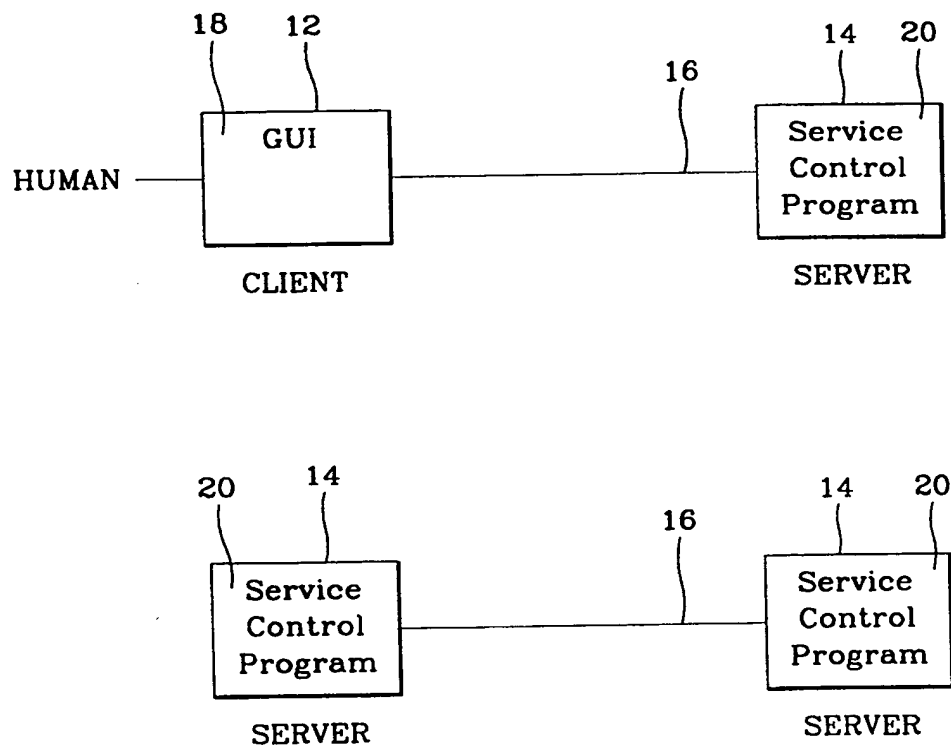 18 12
14 20
16
GUI
Service
Control
Program
HUMAN
CLIENT
SERVER
20 14
16
14 20
Service
Control
Program
Service
Control
Program
SERVER
SERVER